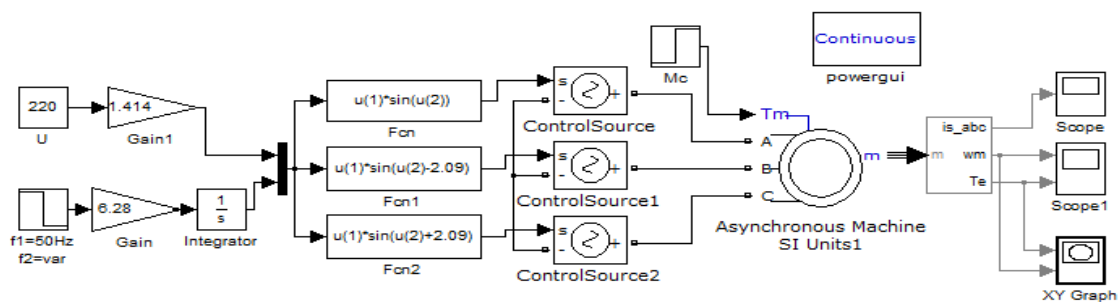 220
U
1.414
Gain1
f1=50Hz
f2=var
6.28
Gain
1
s
Integrator
u(1)*sin(u(2))
Fcn
u(1)*sin(u(2)-2.09)
Fcn1
u(1)*sin(u(2)+2.09)
Fcn2
s
-
+
ControlSource
s
-
+
ControlSource1
s
-
+
ControlSource2
Mc
Continuous
powergui
Tm
A
B
C
m
Asynchronous Machine
SI Units1
m
is_abc
wm
Te
Scope
Scope1
XY Graph